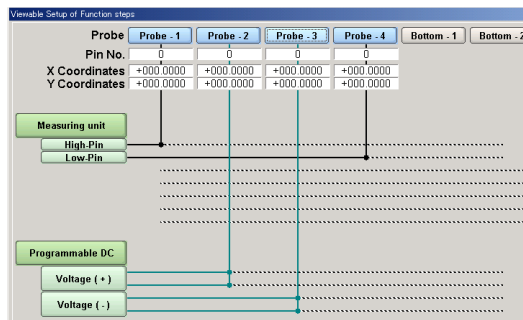 Viewable Setup of Function steps
Probe Probe - 1 Probe - 2 Probe - 3 Probe - 4 Bottom - 1 Bottom - 2
Pin No. 0 0 0 0
X Coordinates +000.0000 +000.0000 +000.0000 +000.0000
Y Coordinates +000.0000 +000.0000 +000.0000 +000.0000
Measuring unit
High-Pin
Low-Pin
Programmable DC
Voltage ( + )
Voltage ( - )